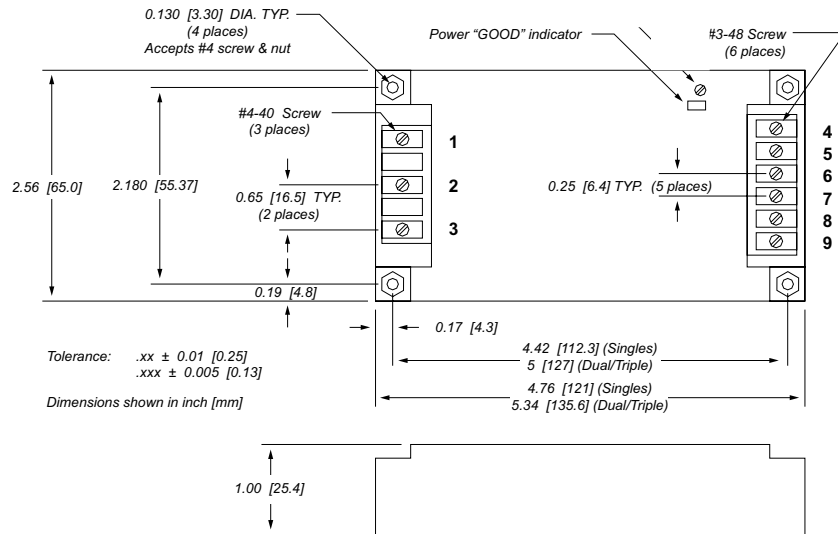 0.130 [3.30] DIA. TYP.
(4 places)
Accepts #4 screw & nut
Power “GOOD” indicator
#3-48 Screw
(6 places)
#4-40 Screw
(3 places)
1
2
3
4
5
6
7
8
9
2.56 [65.0]
2.180 [55.37]
0.65 [16.5] TYP.
(2 places)
0.25 [6.4] TYP. (5 places)
0.19 [4.8]
0.17 [4.3]
4.42 [112.3] (Singles)
5 [127] (Dual/Triple)
4.76 [121] (Singles)
5.34 [135.6] (Dual/Triple)
Tolerance: .xx ± 0.01 [0.25]
.xxx ± 0.005 [0.13]
Dimensions shown in inch [mm]
1.00 [25.4]